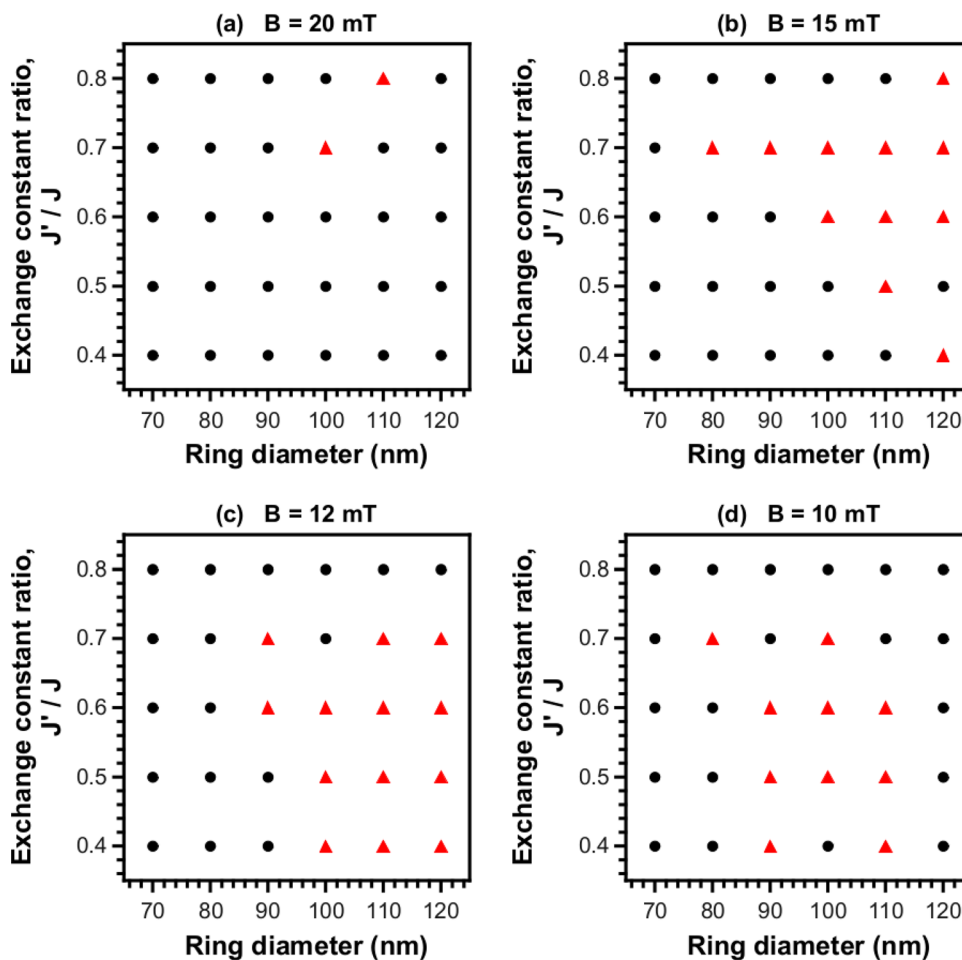 (a) B = 20 mT
Exchange constant ratio,
J' / J
0.8
0.7
0.6
0.5
0.4
70 80 90 100 110 120
Ring diameter (nm)
(b) B = 15 mT
Exchange constant ratio,
J' / J
0.8
0.7
0.6
0.5
0.4
70 80 90 100 110 120
Ring diameter (nm)
(c) B = 12 mT
Exchange constant ratio,
J' / J
0.8
0.7
0.6
0.5
0.4
70 80 90 100 110 120
Ring diameter (nm)
(d) B = 10 mT
Exchange constant ratio,
J' / J
0.8
0.7
0.6
0.5
0.4
70 80 90 100 110 120
Ring diameter (nm)